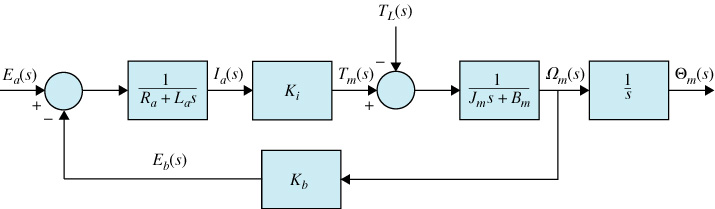 T_L(s)
−
E_a(s)
+
−
1
R_a + L_a s
I_a(s)
K_i
T_m(s)
+
1
J_m s + B_m
Ω_m(s)
1
s
Θ_m(s)
E_b(s)
K_b